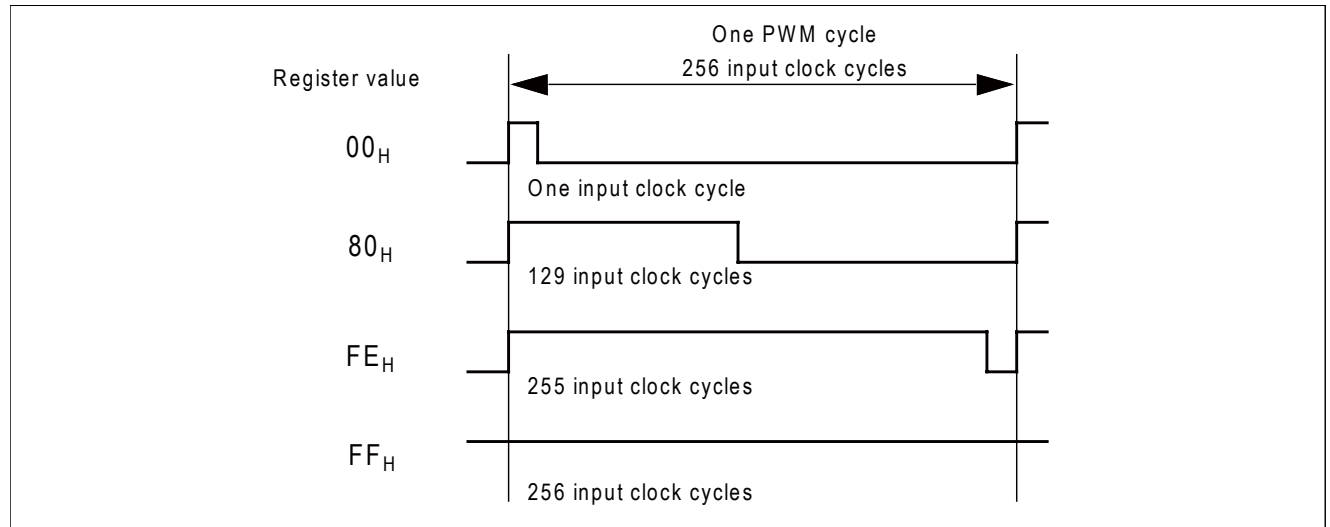 One PWM cycle
Register value
256 input clock cycles
00H
One input clock cycle
80H
129 input clock cycles
FEH
255 input clock cycles
FFH
256 input clock cycles